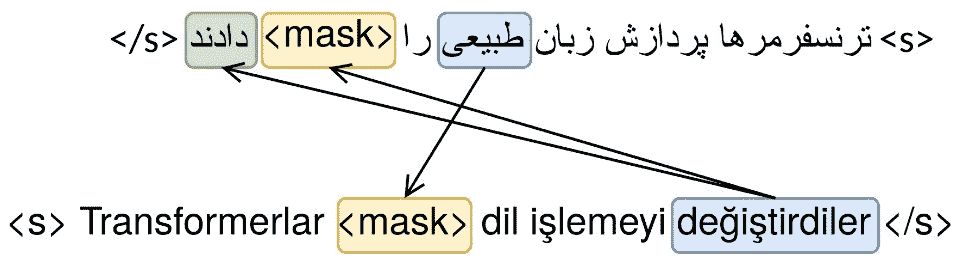 <s> ترنسفرمرها پردازش زبان طبیعی را <mask> دادند </s>
<s> Transformerlar <mask> dil işlemeyi değiştirdiler </s>